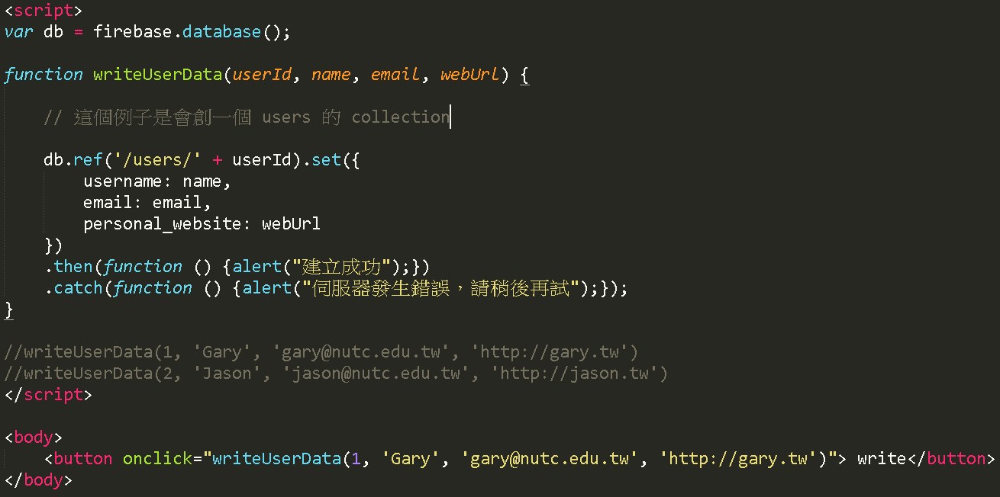 <script>
var db = firebase.database();
function writeUserData(userId, name, email, webUrl) {
// 這個例子是會創一個 users 的 collection
db.ref('/users/' + userId).set({
username: name,
email: email,
personal_website: webUrl
})
.then(function () {alert("建立成功");})
.catch(function () {alert("伺服器發生錯誤，請稍後再試");});
}
//writeUserData(1, 'Gary', 'gary@nutc.edu.tw', 'http://gary.tw')
//writeUserData(2, 'Jason', 'jason@nutc.edu.tw', 'http://jason.tw')
</script>
<body>
<button onclick="writeUserData(1, 'Gary', 'gary@nutc.edu.tw', 'http://gary.tw')"> write</button>
</body>